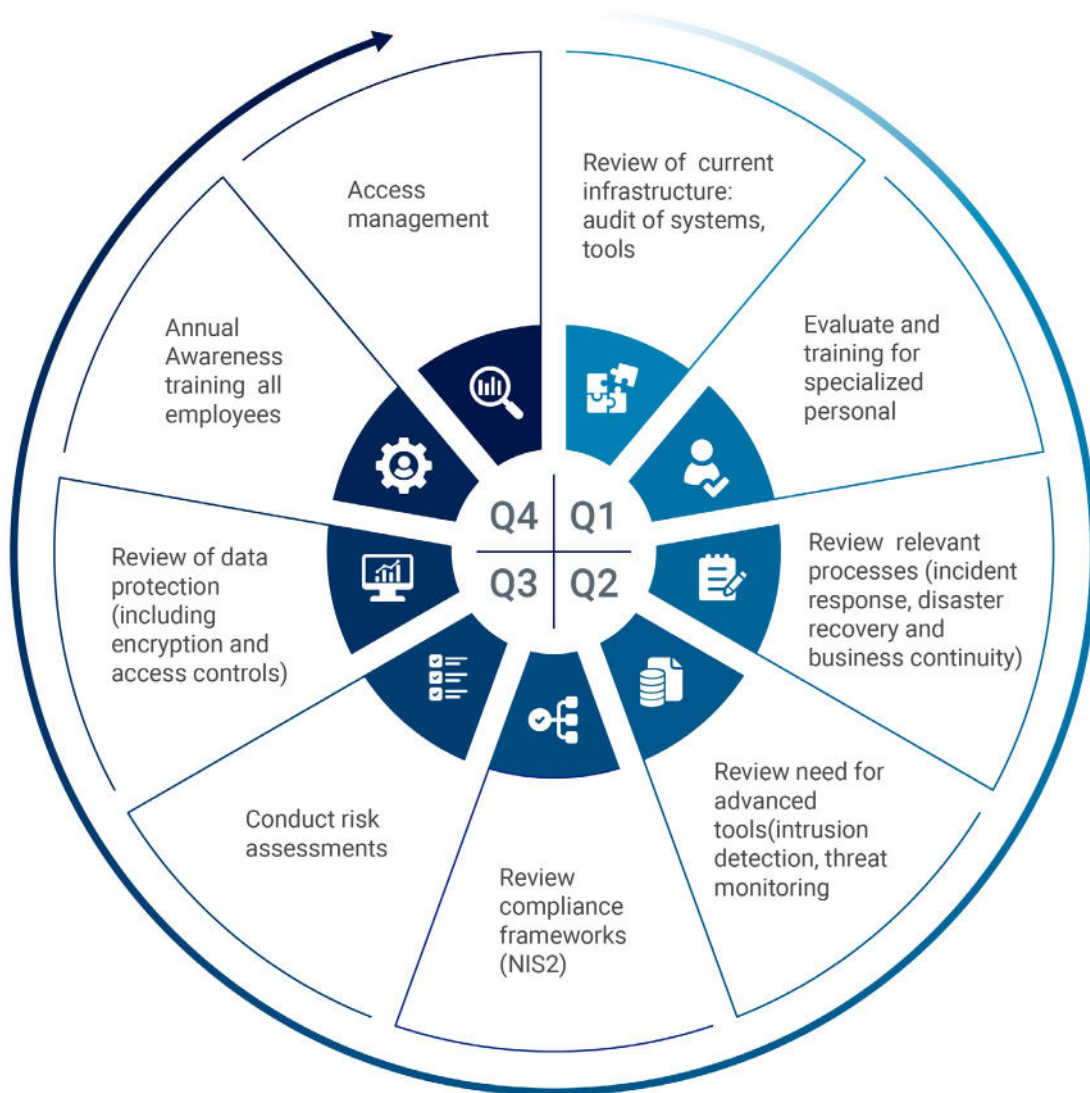 Review of current
infrastructure:
audit of systems,
tools
Evaluate and
training for
specialized
personal
Review relevant
processes (incident
response, disaster
recovery and
business continuity)
Review need for
advanced
tools(intrusion
detection, threat
monitoring
Review
compliance
frameworks
(NIS2)
Conduct risk
assessments
Review of data
protection
(including
encryption and
access controls)
Annual
Awareness
training all
employees
Access
management
Q4 Q1
Q3 Q2